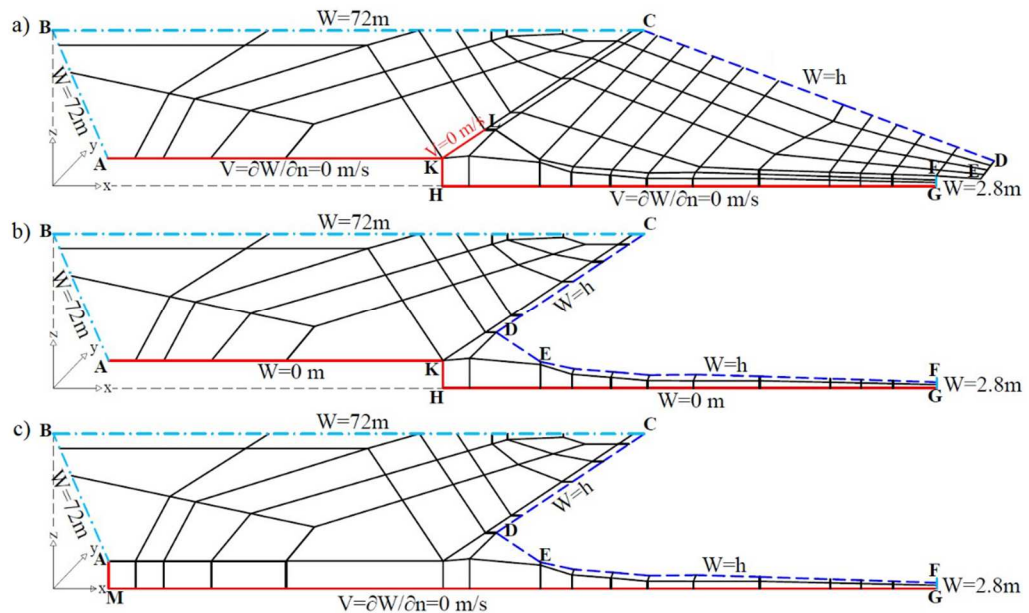 a) B W=72m C
W=72m
W=h
V=0 m/s
L
z y A V=∂W/∂n=0 m/s K F D
E
x H V=∂W/∂n=0 m/s G W=2.8m
b) B W=72m C
W=72m
W=h
D
z y A K E W=h F
W=0 m W=2.8m
x H W=0 m G
c) B W=72m C
W=72m
W=h
D
z y A E W=h F
x W=2.8m
M V=∂W/∂n=0 m/s G